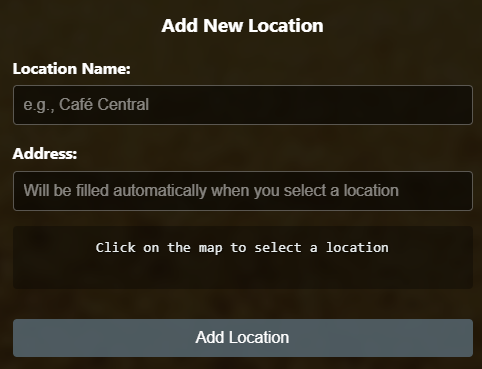 Add New Location
Location Name:
e.g., Café Central
Address:
Will be filled automatically when you select a location
Click on the map to select a location
Add Location